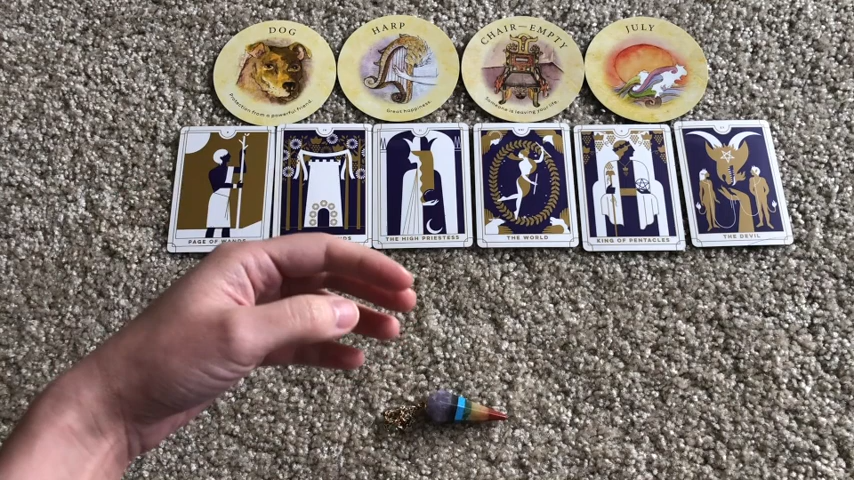 DOG
Protection from a powerful friend.
HARP
Great happiness.
CHAIR—EMPTY
Someone is leaving your life.
JULY
PAGE OF WANDS
THE HIGH PRIESTESS
THE WORLD
KING OF PENTACLES
THE DEVIL